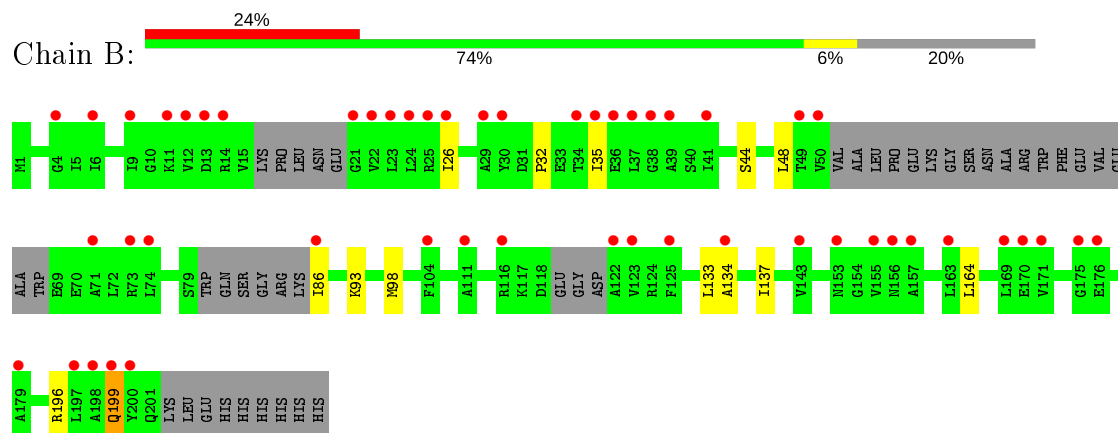 24%
Chain B:
74% 6% 20%
M1 G4 I5 I6 I9 G10 K11 V12 D13 R14 V15 LYS PRO LEU ASN GLU G21 V22 L23 L24 R25 I26 A29 Y30 D31 P32 E33 T34 I35 E36 L37 G38 A39 S40 I41 S44 L48 T49 V50 VAL ALA LEU PRO GLU LYS GLY SER ASN ALA ARG TRP PHE GLU VAL GLU
ALA TRP E69 E70 A71 L72 R73 L74 S79 TRP GLN SER GLY ARG LYS I86 K93 M98 F104 A111 R116 K117 D118 GLU GLY ASP A122 V123 R124 F125 L133 A134 I137 V143 N153 G154 V155 N156 A157 L163 L164 L169 E170 V171 G175 E176
A179 R196 L197 A198 Q199 Y200 Q201 LYS LEU GLU HIS HIS HIS HIS HIS HIS